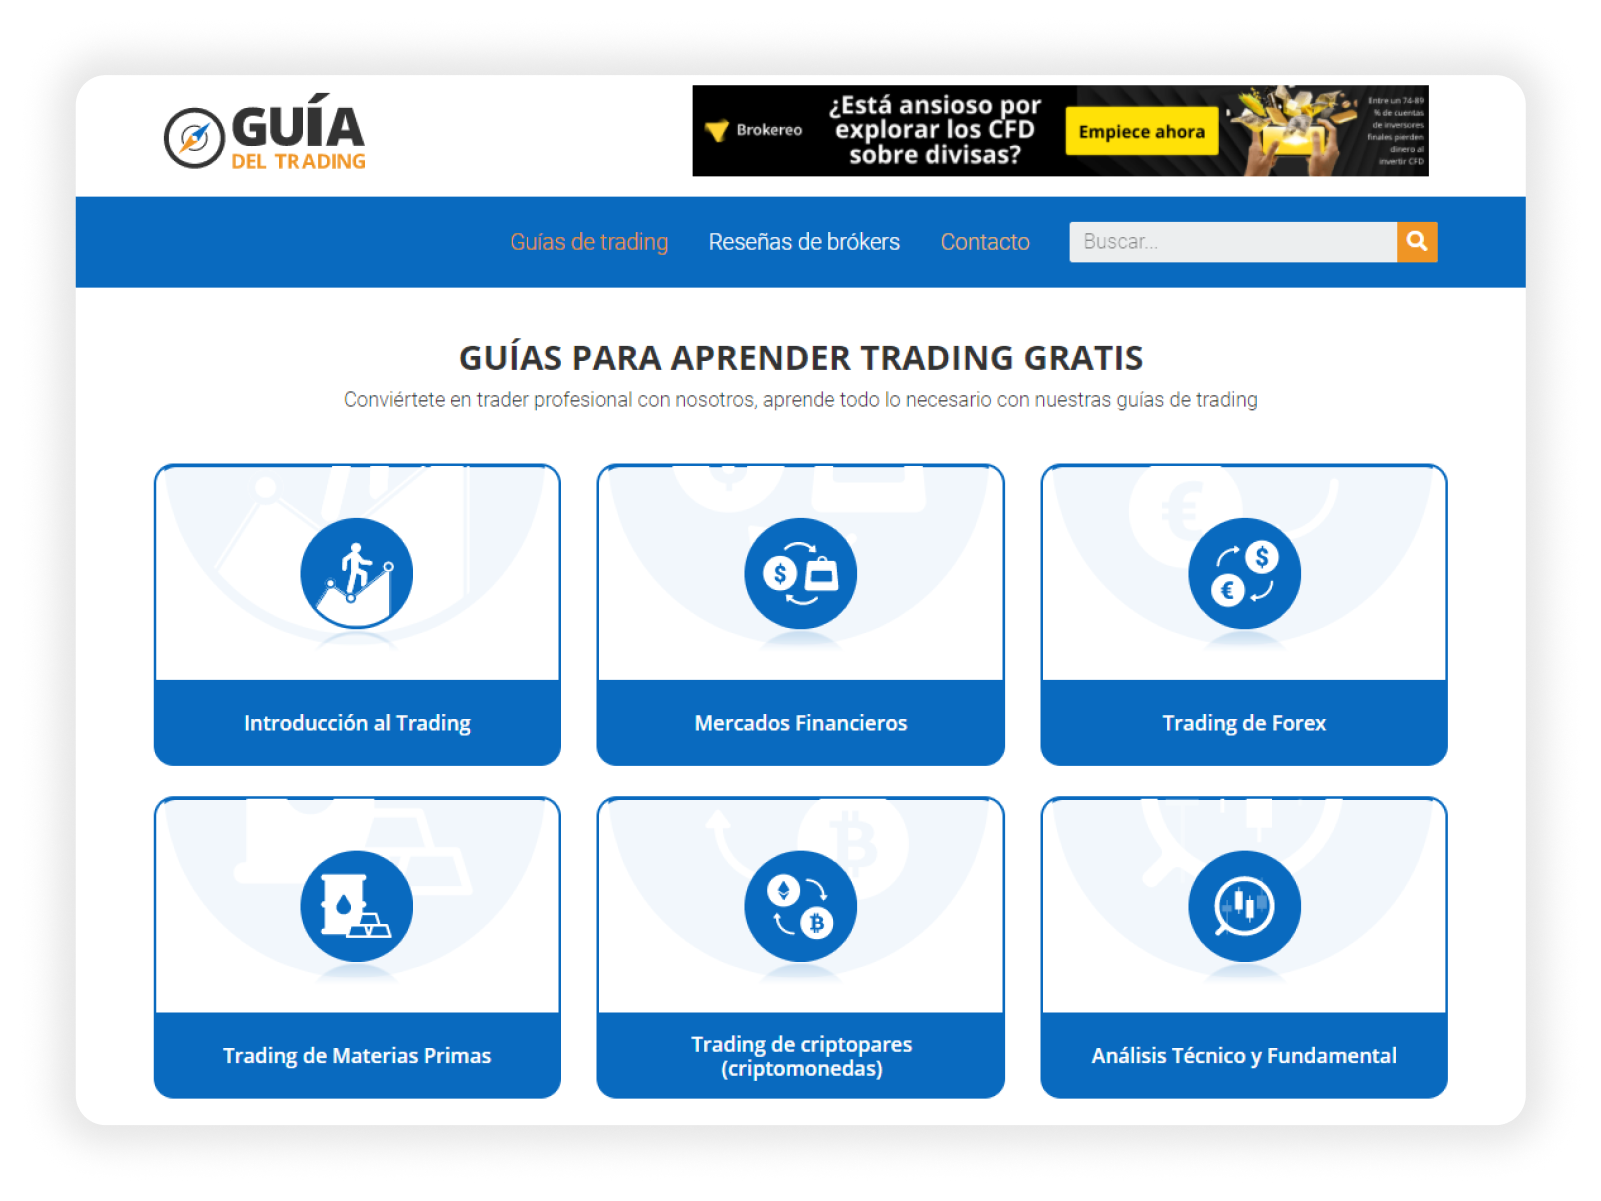 GUÍA
DEL TRADING
Brokereo
¿Está ansioso por
explorar los CFD
sobre divisas?
Empiece ahora
Entre un 74-89
% de cuentas
de inversores
finales pierden
dinero al
invertir CFD
Guías de trading
Reseñas de brókers
Contacto
Buscar...
GUÍAS PARA APRENDER TRADING GRATIS
Conviértete en trader profesional con nosotros, aprende todo lo necesario con nuestras guías de trading
Introducción al Trading
Mercados Financieros
Trading de Forex
Trading de Materias Primas
Trading de criptopares
(criptomonedas)
Análisis Técnico y Fundamental